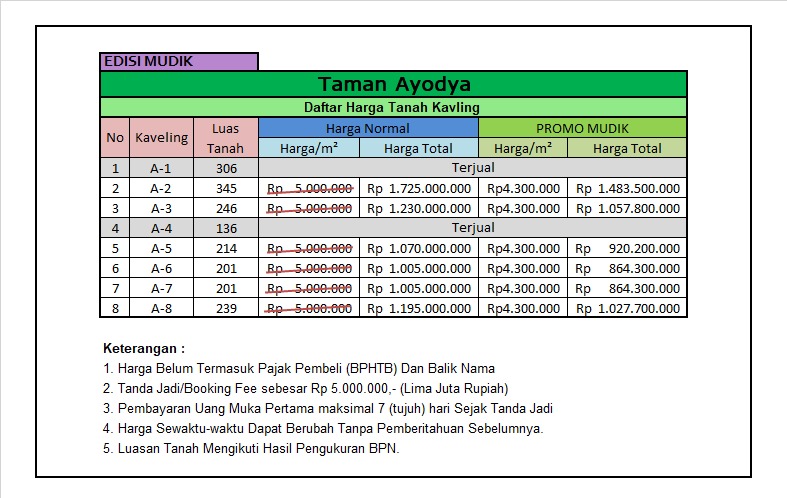 EDISI MUDIK
Taman Ayodya
Daftar Harga Tanah Kavling
No Kaveling Luas Tanah Harga Normal PROMO MUDIK
Harga/m² Harga Total Harga/m² Harga Total
1 A-1 306 Terjual
2 A-2 345 Rp 5.000.000 Rp 1.725.000.000 Rp4.300.000 Rp 1.483.500.000
3 A-3 246 Rp 5.000.000 Rp 1.230.000.000 Rp4.300.000 Rp 1.057.800.000
4 A-4 136 Terjual
5 A-5 214 Rp 5.000.000 Rp 1.070.000.000 Rp4.300.000 Rp 920.200.000
6 A-6 201 Rp 5.000.000 Rp 1.005.000.000 Rp4.300.000 Rp 864.300.000
7 A-7 201 Rp 5.000.000 Rp 1.005.000.000 Rp4.300.000 Rp 864.300.000
8 A-8 239 Rp 5.000.000 Rp 1.195.000.000 Rp4.300.000 Rp 1.027.700.000
Keterangan :
1. Harga Belum Termasuk Pajak Pembeli (BPHTB) Dan Balik Nama
2. Tanda Jadi/Booking Fee sebesar Rp 5.000.000,- (Lima Juta Rupiah)
3. Pembayaran Uang Muka Pertama maksimal 7 (tujuh) hari Sejak Tanda Jadi
4. Harga Sewaktu-waktu Dapat Berubah Tanpa Pemberitahuan Sebelumnya.
5. Luasan Tanah Mengikuti Hasil Pengukuran BPN.